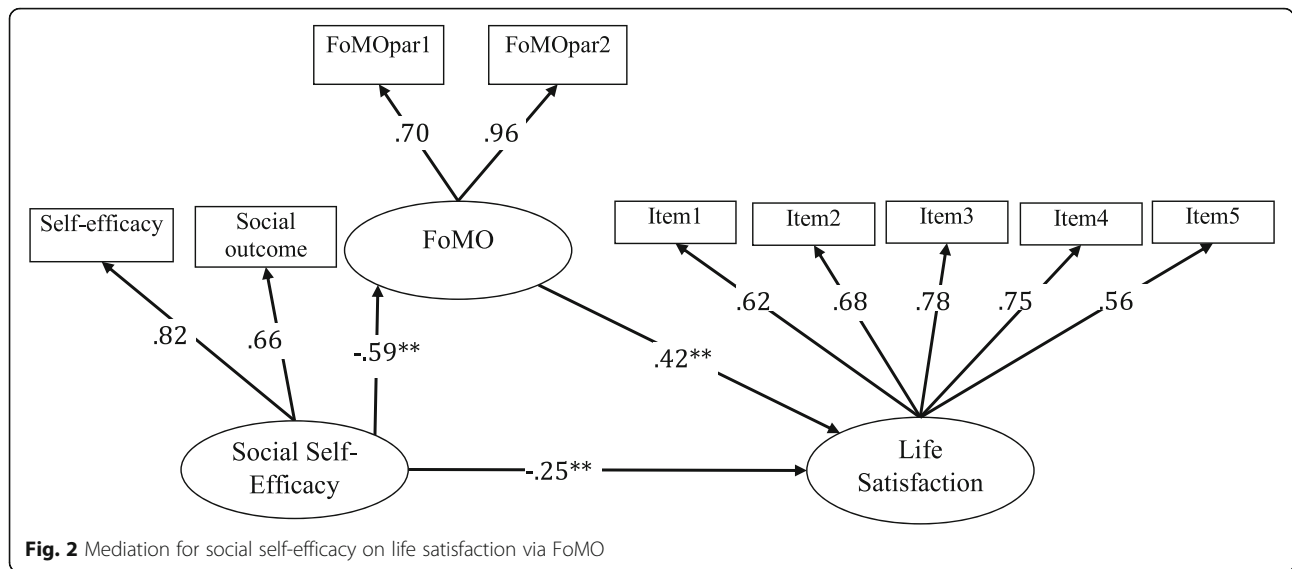 FoMOpar1
FoMOpar2
.70
.96
Self-efficacy
Social
outcome
FoMO
Item1
Item2
Item3
Item4
Item5
.82
.66
-.59**
.42**
.62
.68
.78
.75
.56
Social Self-
Efficacy
-.25**
Life
Satisfaction
Fig. 2 Mediation for social self-efficacy on life satisfaction via FoMO